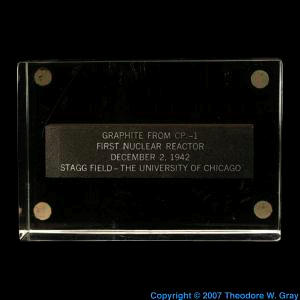 GRAPHITE FROM CP-1
FIRST NUCLEAR REACTOR
DECEMBER 2, 1942
STAGG FIELD - THE UNIVERSITY OF CHICAGO
Copyright © 2007 Theodore W. Gray